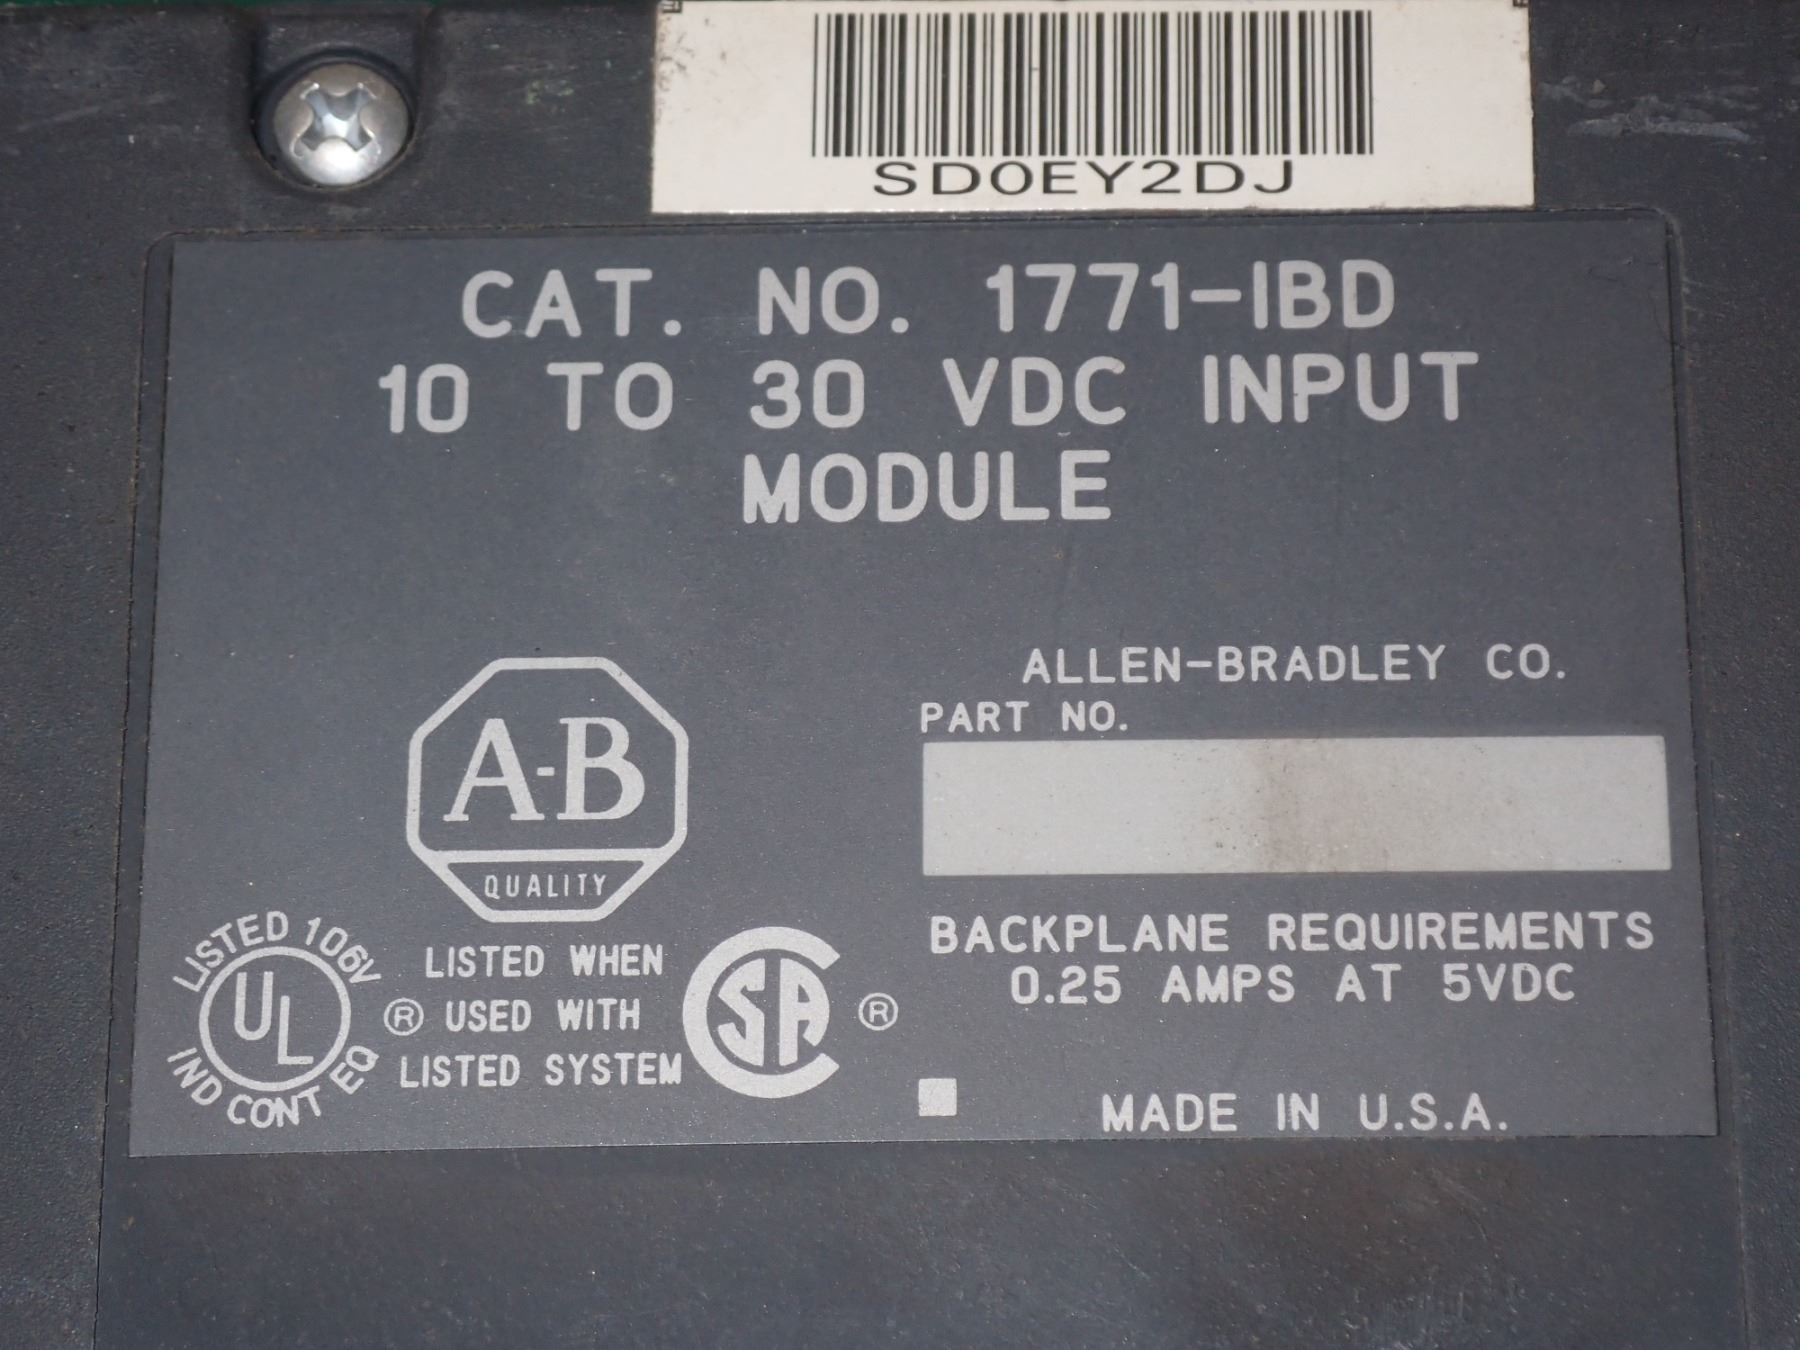 SD0EY2DJ
CAT. NO. 1771-IBD
10 TO 30 VDC INPUT
MODULE
ALLEN-BRADLEY CO.
PART NO.
A-B
QUALITY
BACKPLANE REQUIREMENTS
0.25 AMPS AT 5VDC
LISTED 106V
UL
IND CONT EQ
®
LISTED WHEN
USED WITH
LISTED SYSTEM
SA
®
MADE IN U.S.A.